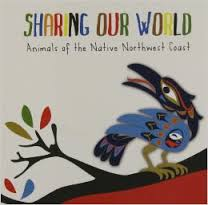 SHARING OUR WORLD
Animals of the Native Northwest Coast